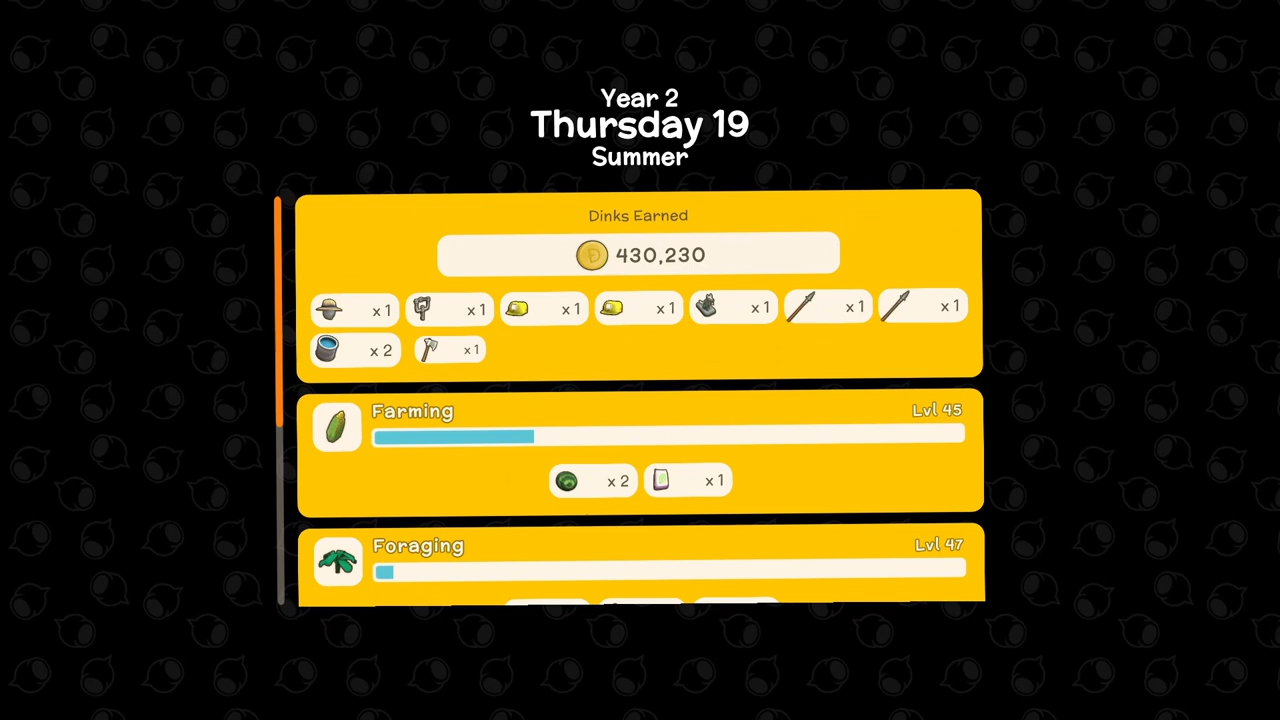 Year 2
Thursday 19
Summer
Dinks Earned
430,230
x 1 x 1 x 1 x 1 x 1 x 1 x 1
x 2 x 1
Farming Lvl 45
x 2 x 1
Foraging Lvl 47